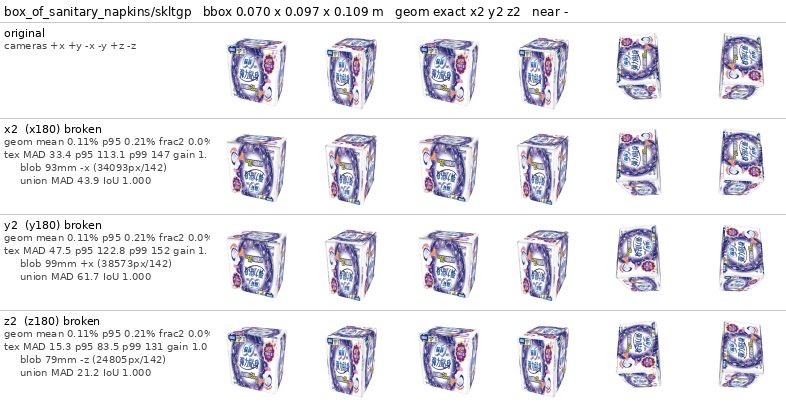 box_of_sanitary_napkins/skltgp bbox 0.070 x 0.097 x 0.109 m geom exact x2 y2 z2 near -
original
cameras +x +y -x -y +z -z
x2 (x180) broken
geom mean 0.11% p95 0.21% frac2 0.0%
tex MAD 33.4 p95 113.1 p99 147 gain 1.
blob 93mm -x (34093px/142)
union MAD 43.9 IoU 1.000
y2 (y180) broken
geom mean 0.11% p95 0.21% frac2 0.0%
tex MAD 47.5 p95 122.8 p99 152 gain 1.
blob 99mm +x (38573px/142)
union MAD 61.7 IoU 1.000
z2 (z180) broken
geom mean 0.11% p95 0.21% frac2 0.0%
tex MAD 15.3 p95 83.5 p99 131 gain 1.0
blob 79mm -z (24805px/142)
union MAD 21.2 IoU 1.000